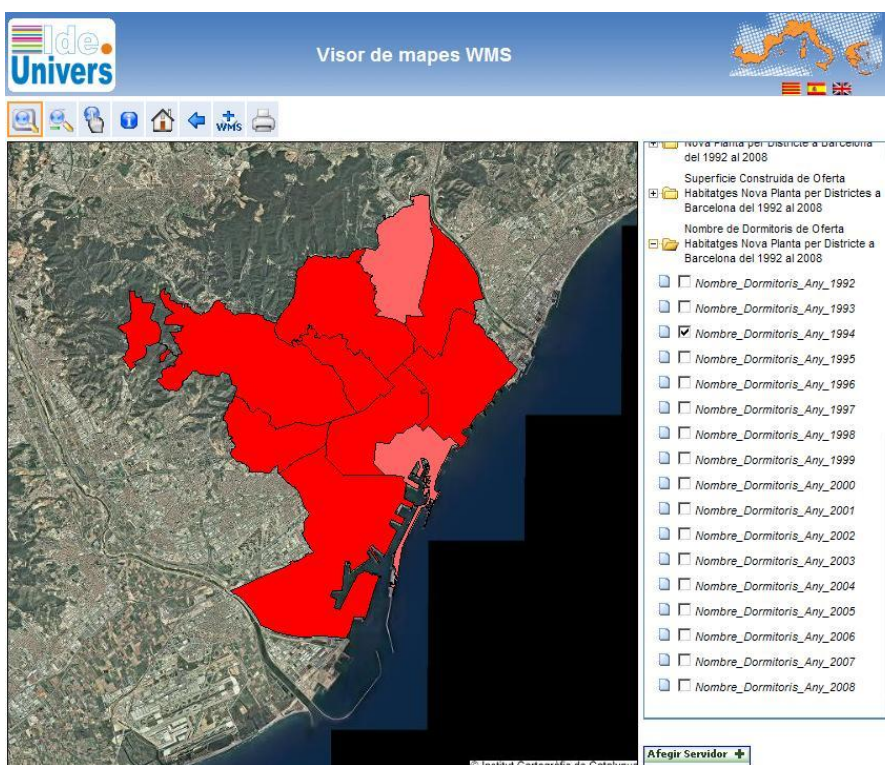 Ide.
Univers
Visor de mapes WMS
WMS
Nova Planta per Districte a Barcelona
del 1992 al 2008
Superfície Construida de Oferta
Habitatges Nova Planta per Districtes a
Barcelona del 1992 al 2008
Nombre de Dormitoris de Oferta
Habitatges Nova Planta per Districte a
Barcelona del 1992 al 2008
Nombre_Dormitoris_Any_1992
Nombre_Dormitoris_Any_1993
Nombre_Dormitoris_Any_1994
Nombre_Dormitoris_Any_1995
Nombre_Dormitoris_Any_1996
Nombre_Dormitoris_Any_1997
Nombre_Dormitoris_Any_1998
Nombre_Dormitoris_Any_1999
Nombre_Dormitoris_Any_2000
Nombre_Dormitoris_Any_2001
Nombre_Dormitoris_Any_2002
Nombre_Dormitoris_Any_2003
Nombre_Dormitoris_Any_2004
Nombre_Dormitoris_Any_2005
Nombre_Dormitoris_Any_2006
Nombre_Dormitoris_Any_2007
Nombre_Dormitoris_Any_2008
Afegir Servidor +
© Institut Cartogràfic de Catalunya